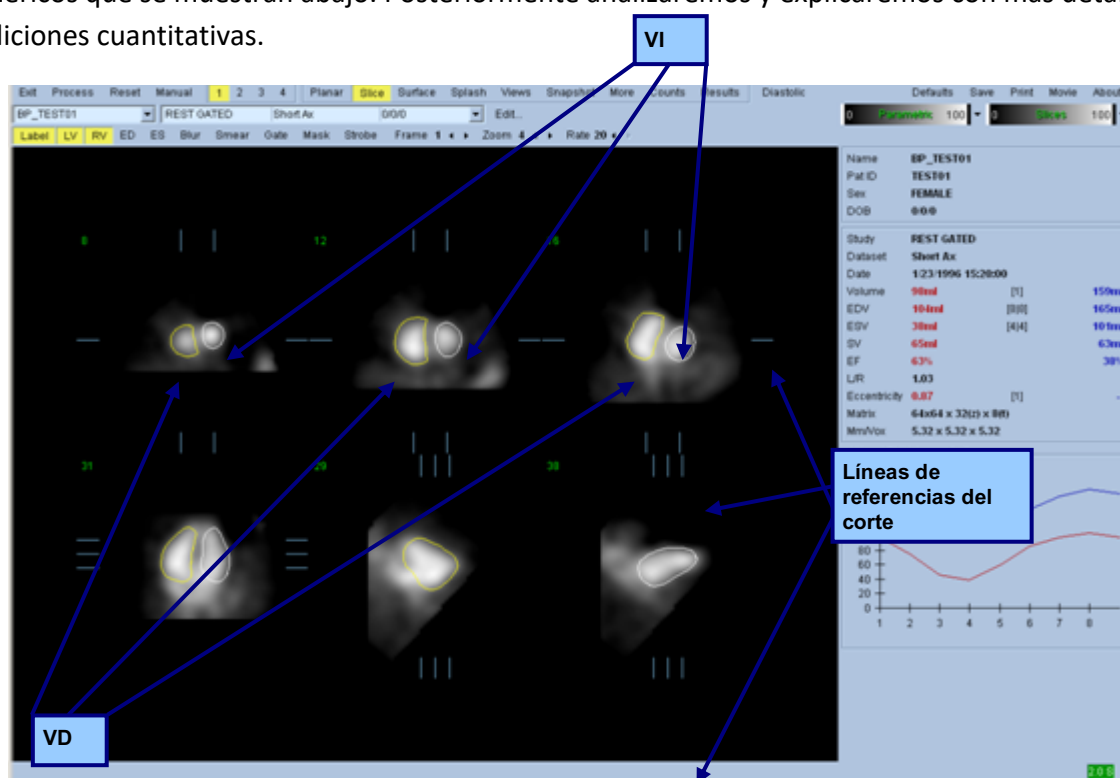 éricos que se muestran abajo. Posteriormente analizaremos y explicaremos con más deta
diciones cuantitativas.
VI
Exit Process Reset Manual 1 2 3 4 Planar Slice Surface Splash Views Snapshot More Counts Results Diastolic Defaults Save Print Movie About
BP_TEST01 REST GATED Short Ax 0/0/0 Edit... 0 Parametric 100 0 Slices 100
Label LV RV ED ES Blur Smear Gate Mask Strobe Frame 1 Zoom 4 Rate 20
Name BP_TEST01
Pat ID TEST01
Sex FEMALE
DOB 0/0/0
8 12 16
Study REST GATED
Dataset Short Ax
Date 1/23/1996 15:20:00
Volume 98ml [1] 159m
EDV 104ml [8|8] 165m
ESV 38ml [4|4] 101m
SV 65ml 63m
EF 63% 38%
L/R 1.03
Eccentricity 0.87 [1]
Matrix 64x64 x 32(z) x 8(t)
Mm/Vox 5.32 x 5.32 x 5.32
31 29 38
Líneas de
referencias del
corte
80
60
40
20
0
1 2 3 4 5 6 7 8
VD
205